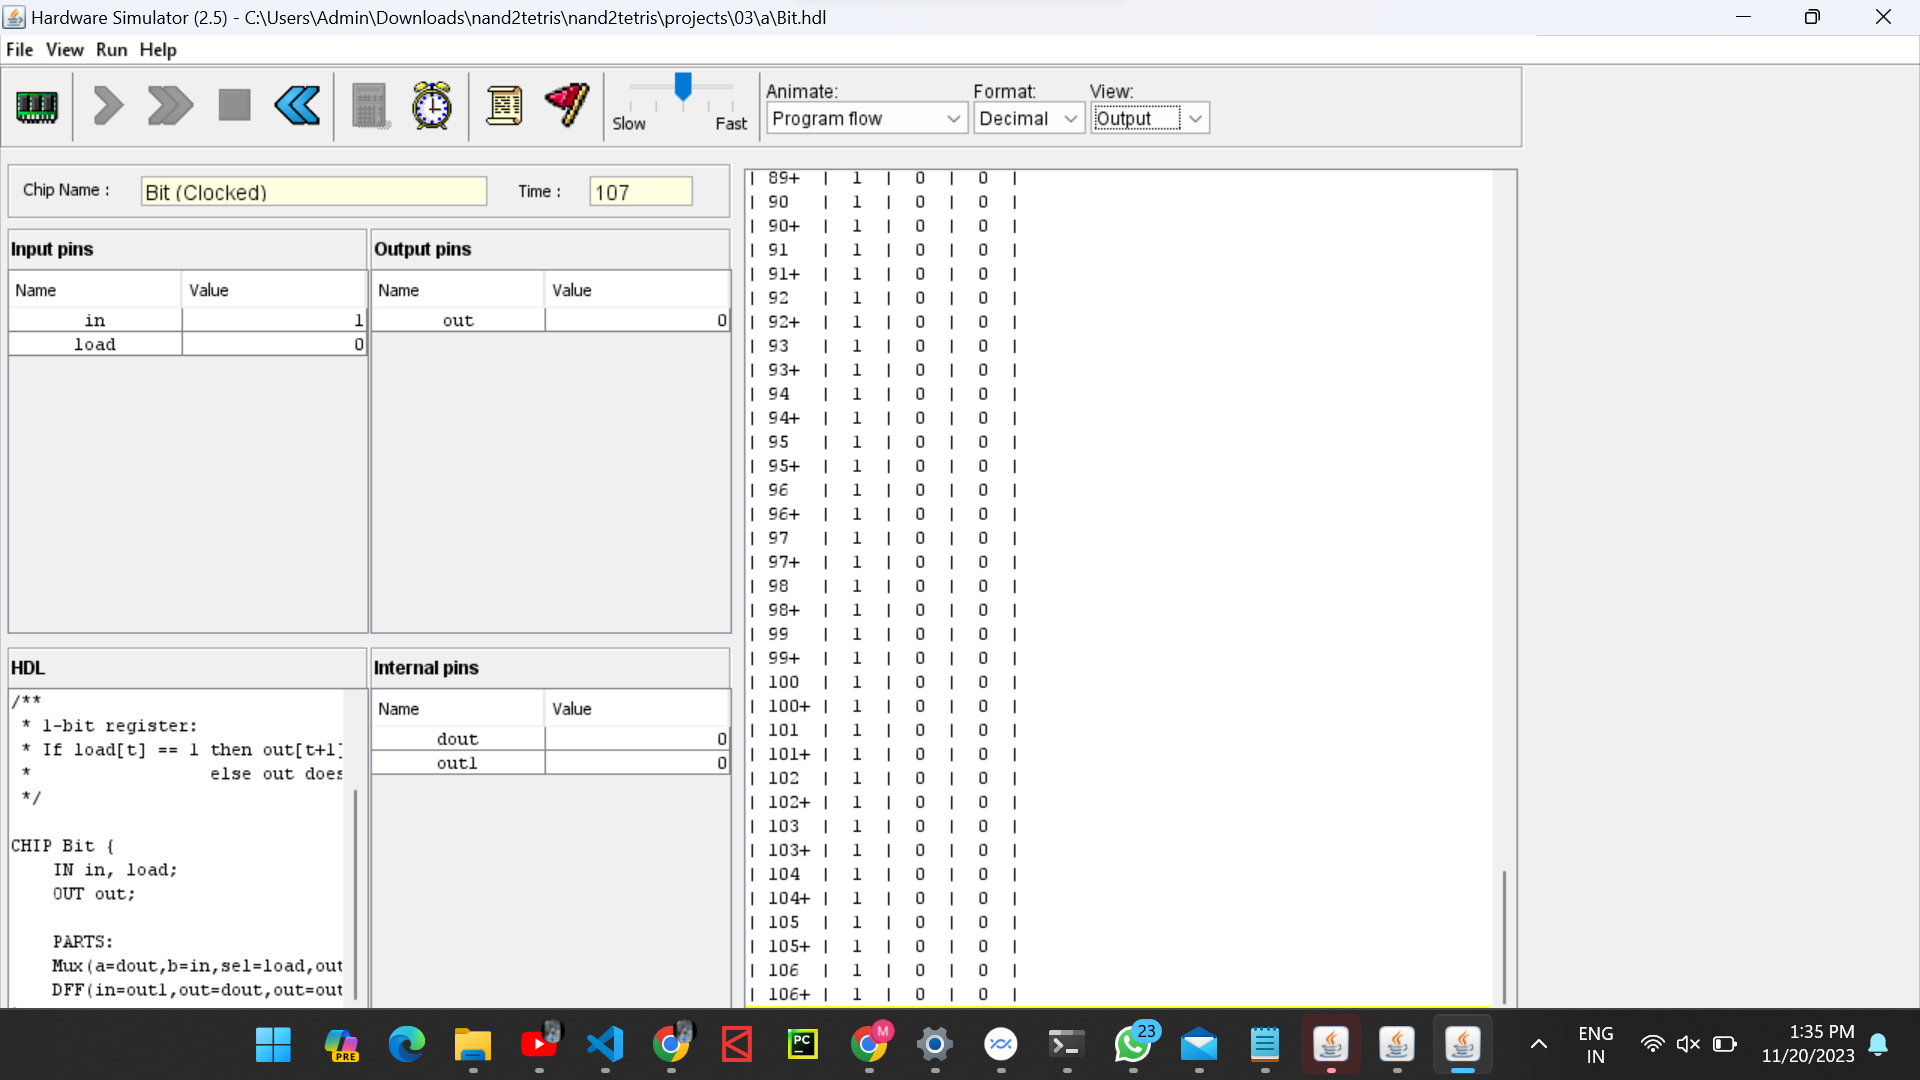 Hardware Simulator (2.5) - C:\Users\Admin\Downloads\nand2tetris\nand2tetris\projects\03\a\Bit.hdl
File View Run Help
Slow
Fast
Animate:
Program flow
Format:
Decimal
View:
Output
Chip Name :
Bit (Clocked)
Time :
107
Input pins
Name Value
in 1
load 0
Output pins
Name Value
out 0
HDL
/**
* 1-bit register:
* If load[t] == 1 then out[t+1]
* else out does
*/
CHIP Bit {
IN in, load;
OUT out;
PARTS:
Mux(a=dout,b=in,sel=load,out
DFF(in=out1,out=dout,out=out
Internal pins
Name Value
dout 0
out1 0
| 89+ | 1 | 0 | 0 |
| 90 | 1 | 0 | 0 |
| 90+ | 1 | 0 | 0 |
| 91 | 1 | 0 | 0 |
| 91+ | 1 | 0 | 0 |
| 92 | 1 | 0 | 0 |
| 92+ | 1 | 0 | 0 |
| 93 | 1 | 0 | 0 |
| 93+ | 1 | 0 | 0 |
| 94 | 1 | 0 | 0 |
| 94+ | 1 | 0 | 0 |
| 95 | 1 | 0 | 0 |
| 95+ | 1 | 0 | 0 |
| 96 | 1 | 0 | 0 |
| 96+ | 1 | 0 | 0 |
| 97 | 1 | 0 | 0 |
| 97+ | 1 | 0 | 0 |
| 98 | 1 | 0 | 0 |
| 98+ | 1 | 0 | 0 |
| 99 | 1 | 0 | 0 |
| 99+ | 1 | 0 | 0 |
| 100 | 1 | 0 | 0 |
| 100+ | 1 | 0 | 0 |
| 101 | 1 | 0 | 0 |
| 101+ | 1 | 0 | 0 |
| 102 | 1 | 0 | 0 |
| 102+ | 1 | 0 | 0 |
| 103 | 1 | 0 | 0 |
| 103+ | 1 | 0 | 0 |
| 104 | 1 | 0 | 0 |
| 104+ | 1 | 0 | 0 |
| 105 | 1 | 0 | 0 |
| 105+ | 1 | 0 | 0 |
| 106 | 1 | 0 | 0 |
| 106+ | 1 | 0 | 0 |
PRE
PC
M
23
ENG
IN
1:35 PM
11/20/2023